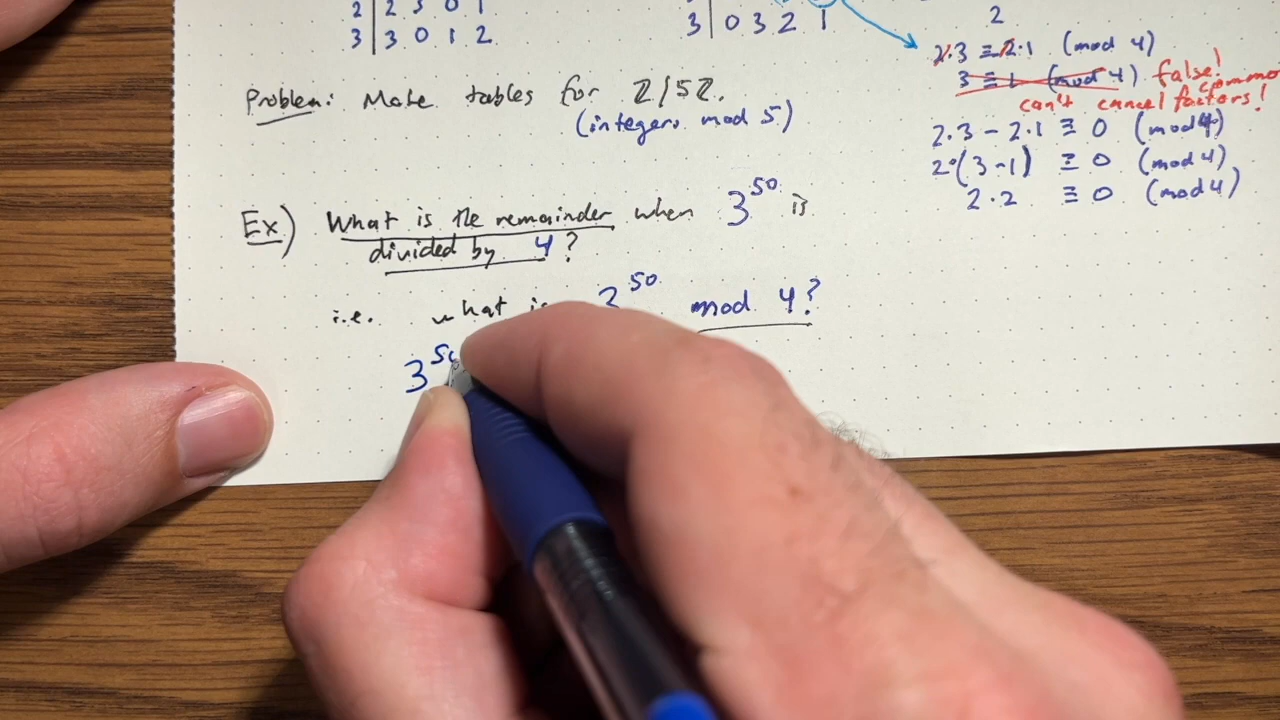 2 | 2 3 0 1
3 | 3 0 1 2
3 | 0 3 2 1
Problem: Make tables for ℤ/5ℤ.
(integers mod 5)
Ex) What is the remainder when 3^50 is
divided by 4?
i.e. what is 3^50 mod 4?
3^50
2
2·3 ≡ 2·1 (mod 4)
3 ≡ 1 (mod 4) false!
can't cancel common factors!
2·3 - 2·1 ≡ 0 (mod 4)
2·(3-1) ≡ 0 (mod 4)
2·2 ≡ 0 (mod 4)